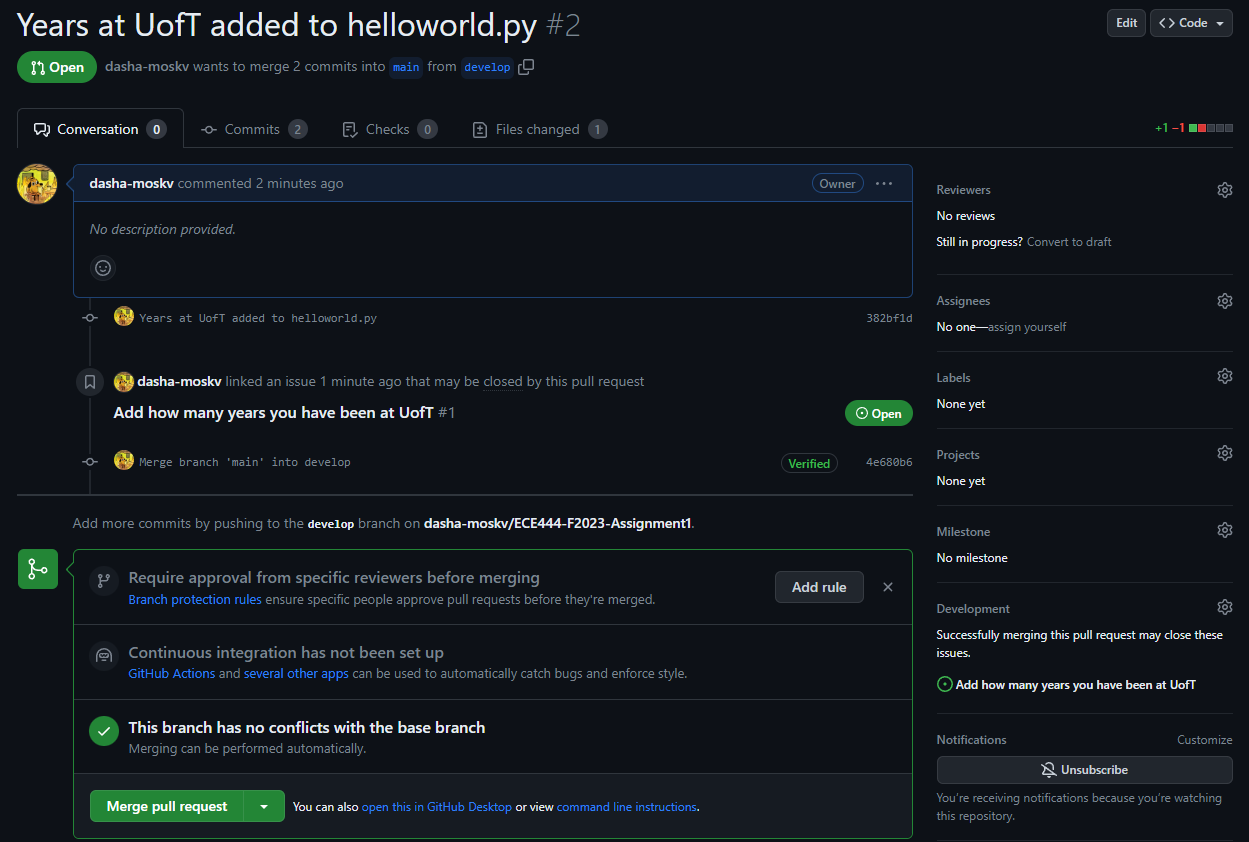 Years at UofT added to helloworld.py #2
Edit
Code
Open
dasha-moskv wants to merge 2 commits into main from develop
Conversation 0
Commits 2
Checks 0
Files changed 1
+1 −1
dasha-moskv commented 2 minutes ago
Owner
No description provided.
Years at UofT added to helloworld.py
382bf1d
dasha-moskv linked an issue 1 minute ago that may be closed by this pull request
Add how many years you have been at UofT #1
Open
Merge branch 'main' into develop
Verified
4e680b6
Add more commits by pushing to the develop branch on dasha-moskv/ECE444-F2023-Assignment1.
Require approval from specific reviewers before merging
Branch protection rules ensure specific people approve pull requests before they're merged.
Add rule
Continuous integration has not been set up
GitHub Actions and several other apps can be used to automatically catch bugs and enforce style.
This branch has no conflicts with the base branch
Merging can be performed automatically.
Merge pull request
You can also open this in GitHub Desktop or view command line instructions.
Reviewers
No reviews
Still in progress? Convert to draft
Assignees
No one—assign yourself
Labels
None yet
Projects
None yet
Milestone
No milestone
Development
Successfully merging this pull request may close these
issues.
Add how many years you have been at UofT
Notifications
Customize
Unsubscribe
You're receiving notifications because you're watching
this repository.